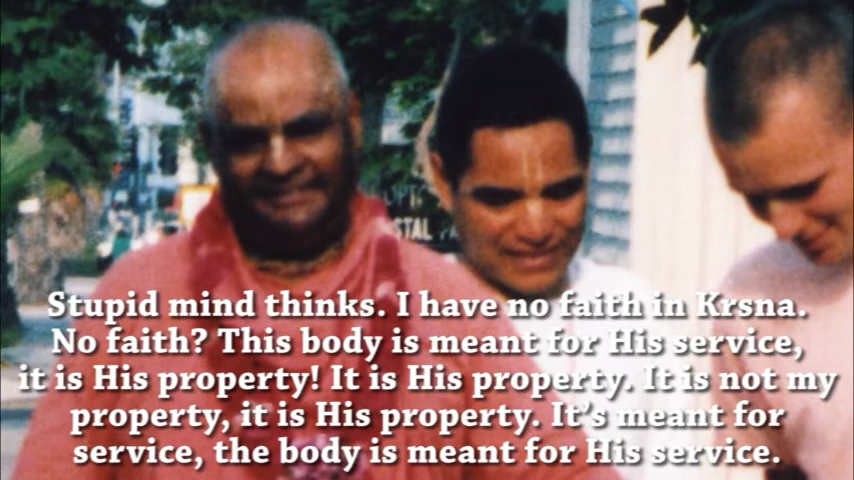 OPTO
STAL
Stupid mind thinks. I have no faith in Krsna.
No faith? This body is meant for His service,
it is His property! It is His property. It is not my
property, it is His property. It's meant for
service, the body is meant for His service.